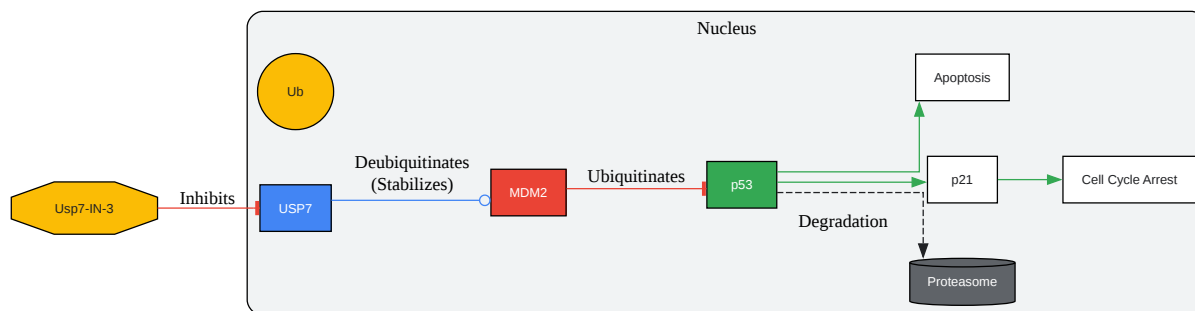 Nucleus
Ub
Apoptosis
Deubiquitinates
(Stabilizes)
Usp7-IN-3
Inhibits
USP7
MDM2
Ubiquitinates
p53
p21
Cell Cycle Arrest
Degradation
Proteasome